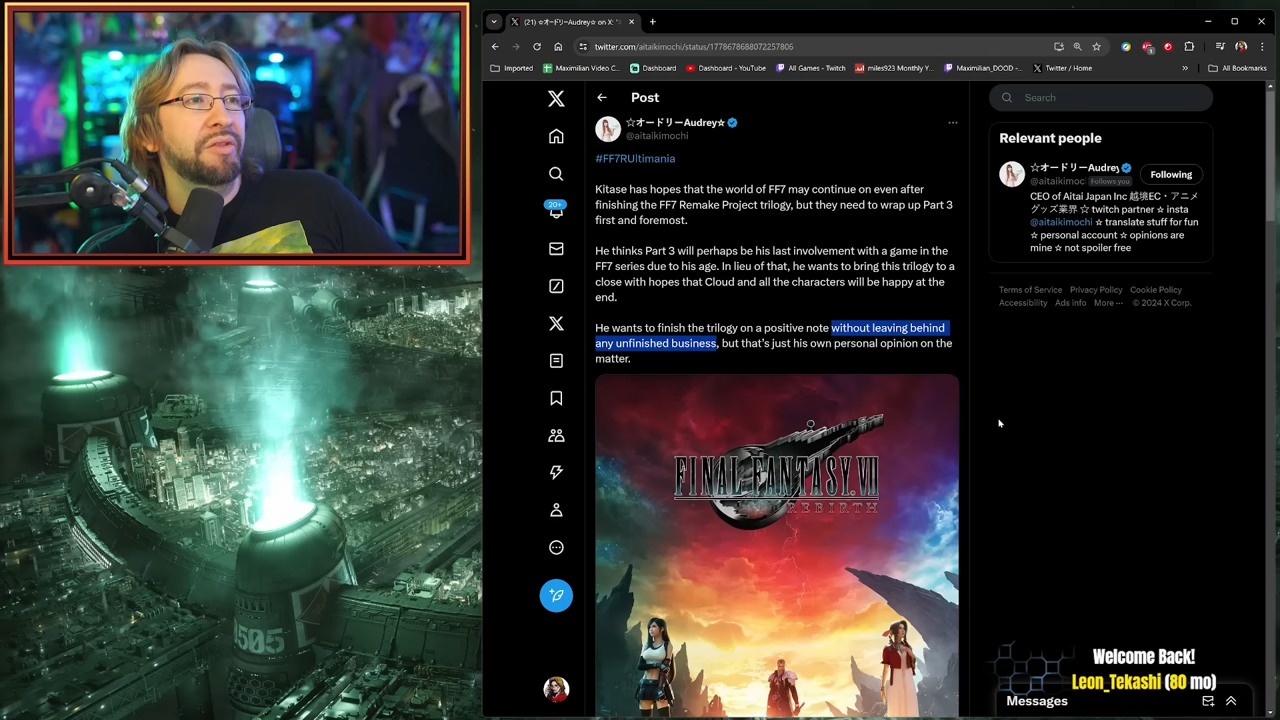 (21) ☆オードリーAudrey☆ on X: "
twitter.com/aitaikimochi/status/1778678688072257806
Imported
Maximilian Video C...
Dashboard
Dashboard - YouTube
All Games - Twitch
miles923 Monthly Y...
Maximilian_DOOD -...
Twitter / Home
»
All Bookmarks
Post
☆オードリーAudrey☆
@aitaikimochi
#FF7RUltimania
Kitase has hopes that the world of FF7 may continue on even after
finishing the FF7 Remake Project trilogy, but they need to wrap up Part 3
first and foremost.
He thinks Part 3 will perhaps be his last involvement with a game in the
FF7 series due to his age. In lieu of that, he wants to bring this trilogy to a
close with hopes that Cloud and all the characters will be happy at the
end.
He wants to finish the trilogy on a positive note without leaving behind
any unfinished business, but that's just his own personal opinion on the
matter.
FINAL FANTASY VII
REBIRTH
20+
Search
Relevant people
☆オードリーAudrey
@aitaikimoc Follows you
Following
CEO of Aitai Japan Inc 越境EC・アニメ
グッズ業界 ☆ twitch partner ☆ insta
@aitaikimochi ☆ translate stuff for fun
☆ personal account ☆ opinions are
mine ☆ not spoiler free
Terms of Service Privacy Policy Cookie Policy
Accessibility Ads info More ··· © 2024 X Corp.
Welcome Back!
Leon_Tekashi (80 mo)
Messages